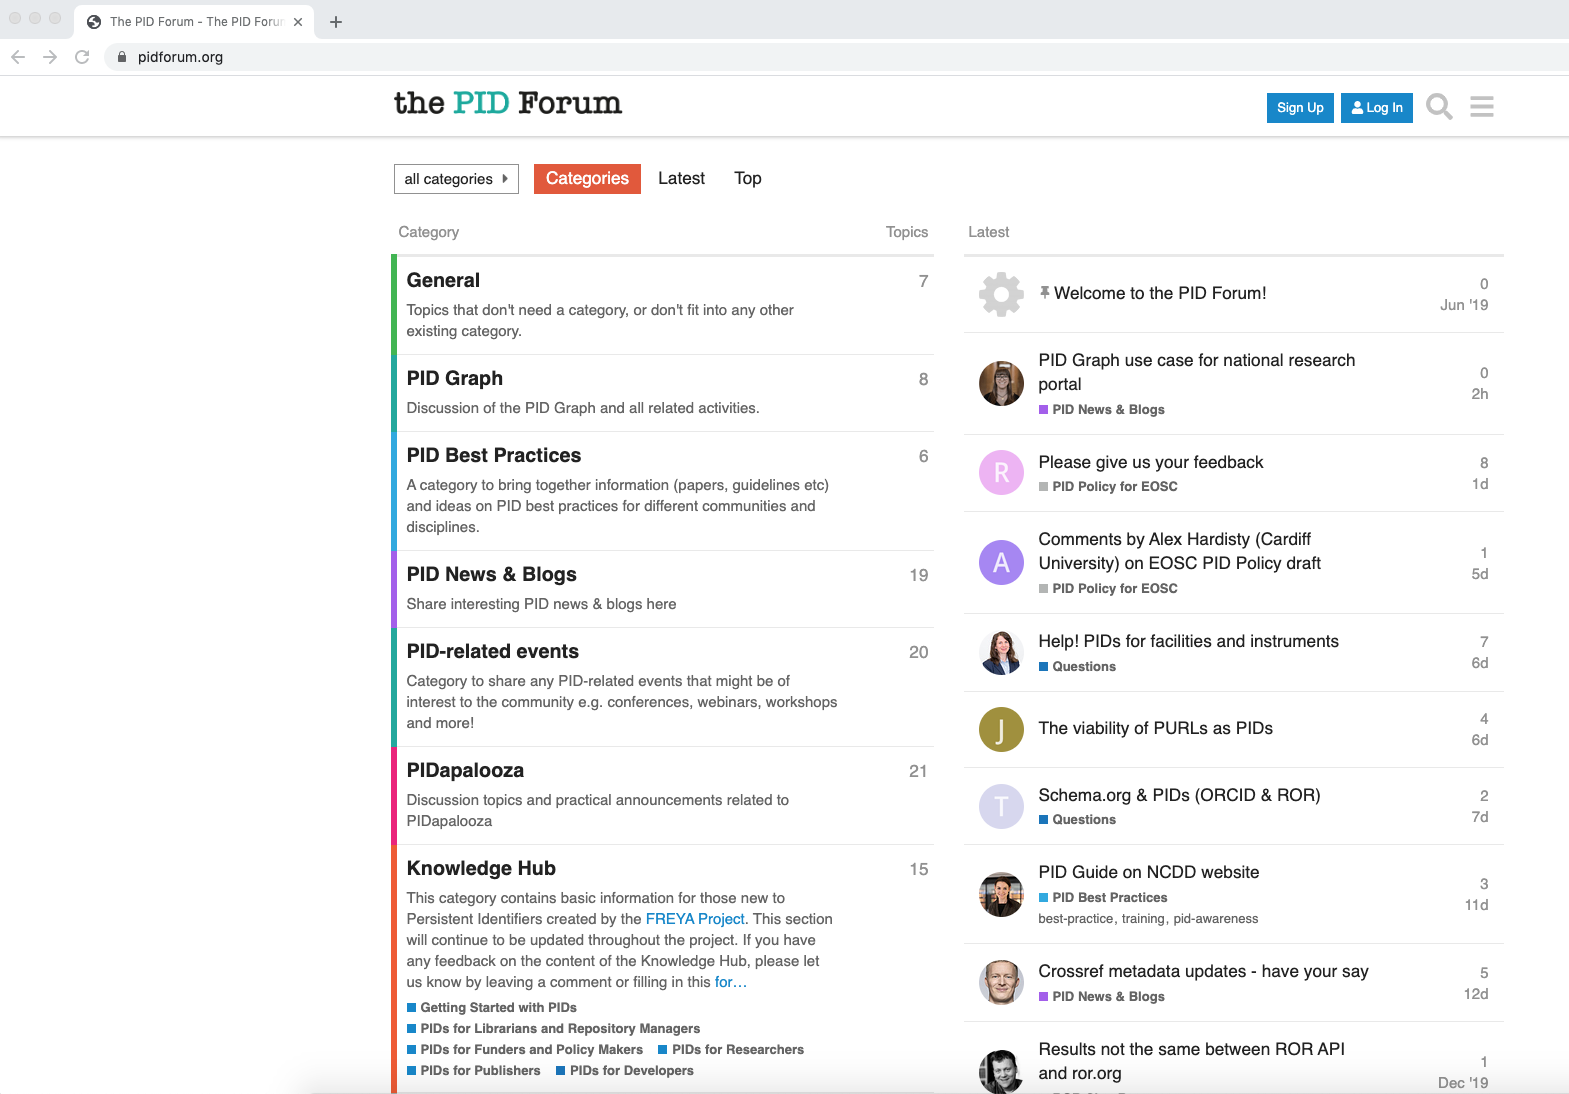 The PID Forum - The PID Forum
pidforum.org
the PID Forum
Sign Up
Log In
all categories
Categories
Latest
Top
Category
Topics
General
7
Topics that don't need a category, or don't fit into any other
existing category.
PID Graph
8
Discussion of the PID Graph and all related activities.
PID Best Practices
6
A category to bring together information (papers, guidelines etc)
and ideas on PID best practices for different communities and
disciplines.
PID News & Blogs
19
Share interesting PID news & blogs here
PID-related events
20
Category to share any PID-related events that might be of
interest to the community e.g. conferences, webinars, workshops
and more!
PIDapalooza
21
Discussion topics and practical announcements related to
PIDapalooza
Knowledge Hub
15
This category contains basic information for those new to
Persistent Identifiers created by the FREYA Project. This section
will continue to be updated throughout the project. If you have
any feedback on the content of the Knowledge Hub, please let
us know by leaving a comment or filling in this for…
Getting Started with PIDs
PIDs for Librarians and Repository Managers
PIDs for Funders and Policy Makers
PIDs for Researchers
PIDs for Publishers
PIDs for Developers
Latest
Welcome to the PID Forum!
0
Jun '19
PID Graph use case for national research
portal
PID News & Blogs
0
2h
R
Please give us your feedback
PID Policy for EOSC
8
1d
A
Comments by Alex Hardisty (Cardiff
University) on EOSC PID Policy draft
PID Policy for EOSC
1
5d
Help! PIDs for facilities and instruments
Questions
7
6d
J
The viability of PURLs as PIDs
4
6d
T
Schema.org & PIDs (ORCID & ROR)
Questions
2
7d
PID Guide on NCDD website
PID Best Practices
best-practice, training, pid-awareness
3
11d
Crossref metadata updates - have your say
PID News & Blogs
5
12d
Results not the same between ROR API
and ror.org
1
Dec '19